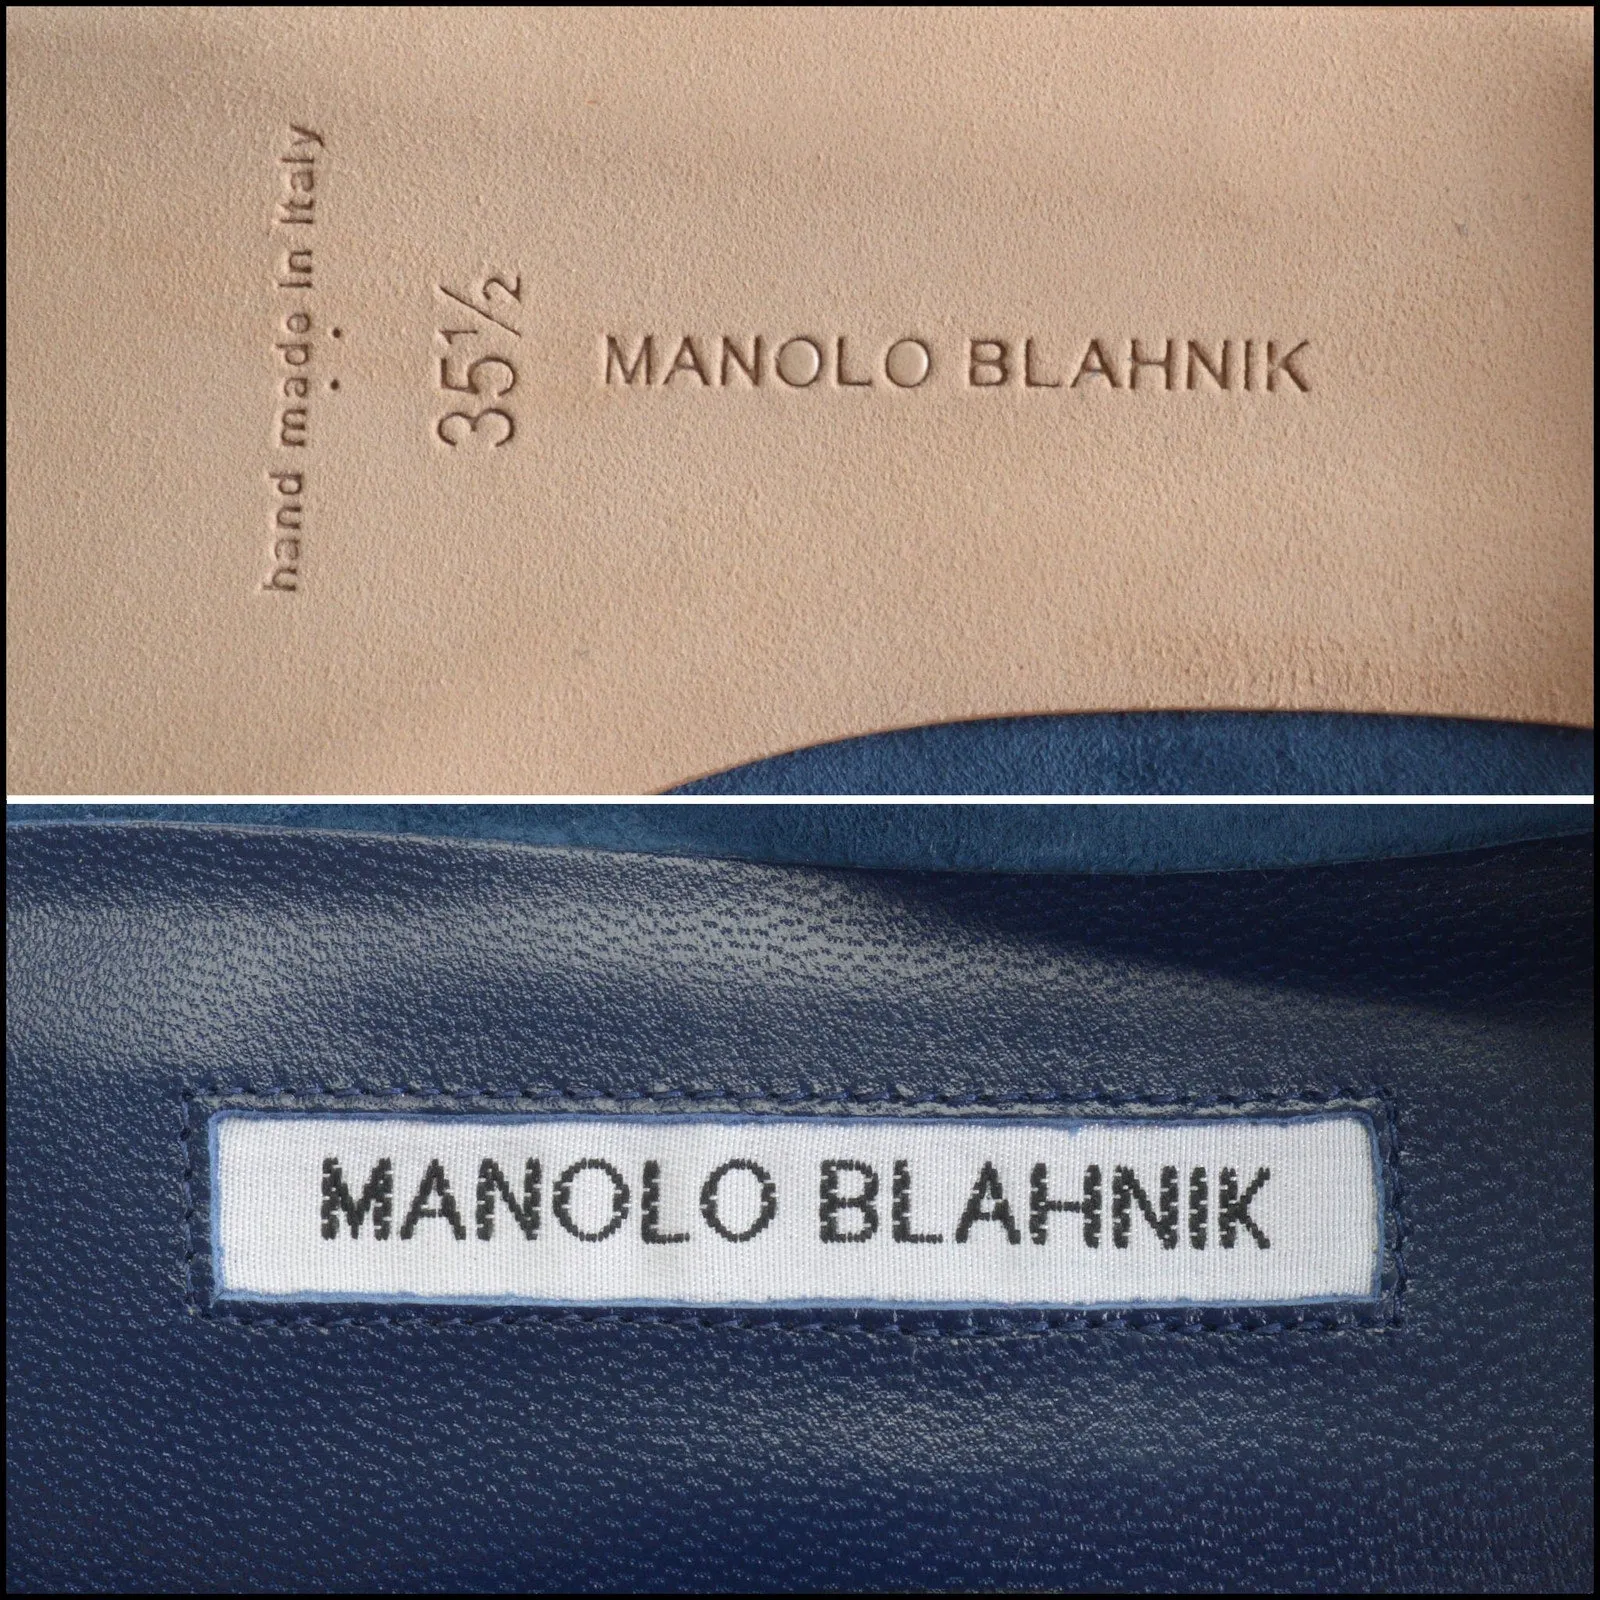 hand made in Italy
35½
MANOLO BLAHNIK
MANOLO BLAHNIK